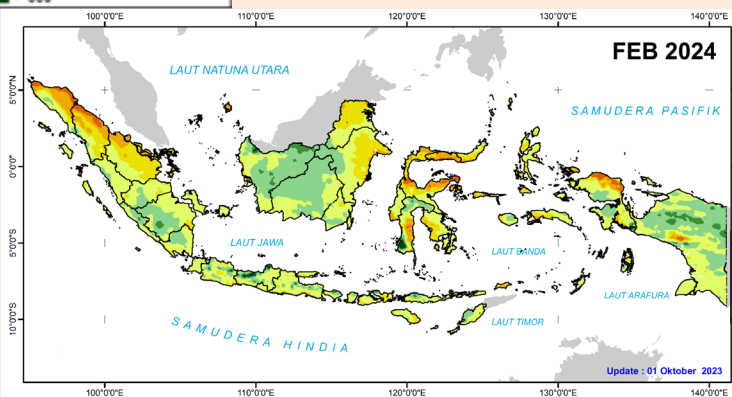 100°0'0"E 110°0'0"E 120°0'0"E 130°0'0"E 140°0'0"E
FEB 2024
LAUT NATUNA UTARA
SAMUDERA PASIFIK
5°0'0"N
0°0'0"
5°0'0"S
10°0'0"S
LAUT JAWA
LAUT BANDA
LAUT ARAFURA
LAUT TIMOR
SAMUDERA HINDIA
Update : 01 Oktober 2023
100°0'0"E 110°0'0"E 120°0'0"E 130°0'0"E 140°0'0"E